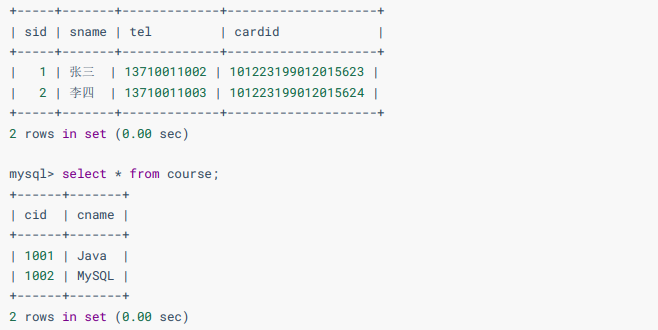 +-----+-------+-------------+--------------------+
| sid | sname | tel         | cardid             |
+-----+-------+-------------+--------------------+
|   1 | 张三  | 13710011002 | 101223199012015623 |
|   2 | 李四  | 13710011003 | 101223199012015624 |
+-----+-------+-------------+--------------------+
2 rows in set (0.00 sec)

mysql> select * from course;
+------+-------+
| cid  | cname |
+------+-------+
| 1001 | Java  |
| 1002 | MySQL |
+------+-------+
2 rows in set (0.00 sec)